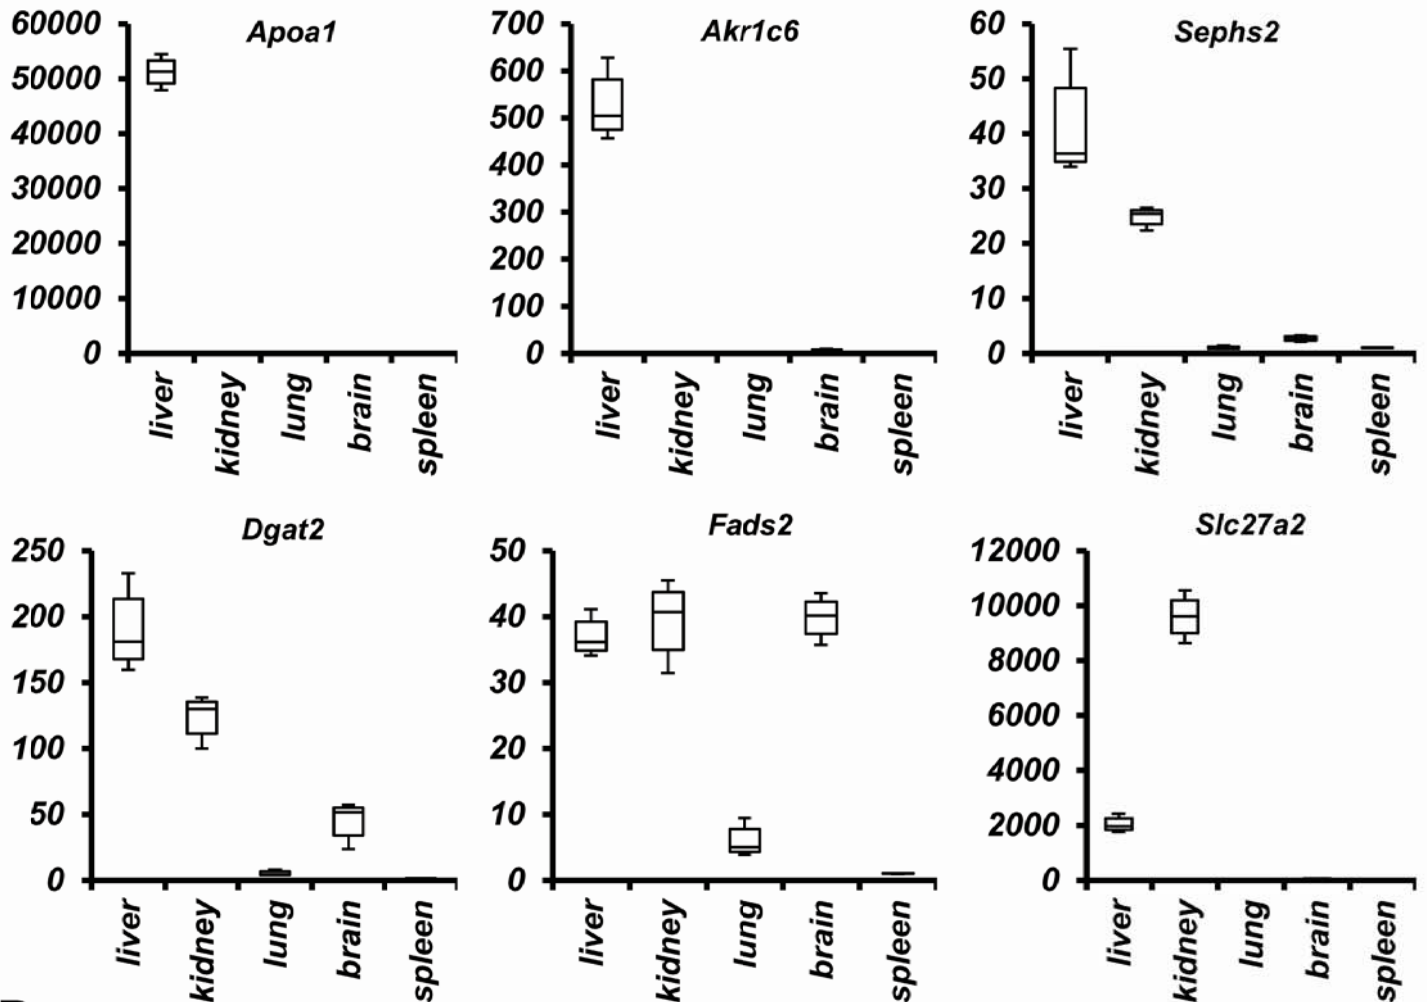 Apoa1
60000
50000
40000
30000
20000
10000
0
liver
kidney
lung
brain
spleen
Akr1c6
700
600
500
400
300
200
100
0
liver
kidney
lung
brain
spleen
Sephs2
60
50
40
30
20
10
0
liver
kidney
lung
brain
spleen
Dgat2
250
200
150
100
50
0
liver
kidney
lung
brain
spleen
Fads2
50
40
30
20
10
0
liver
kidney
lung
brain
spleen
Slc27a2
12000
10000
8000
6000
4000
2000
0
liver
kidney
lung
brain
spleen